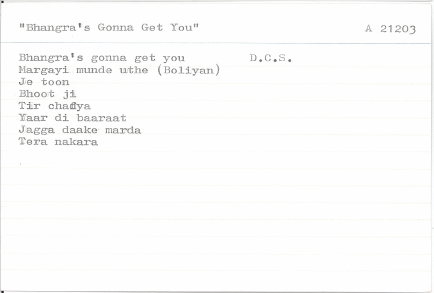 "Bhangra's Gonna Get You" A 21203
Bhangra's gonna get you D.C.S.
Margayi munde uthe (Boliyan)
Je toon
Bhoot ji
Tir
Yaar di baaraat
Jagga daake marda
Tera nakara